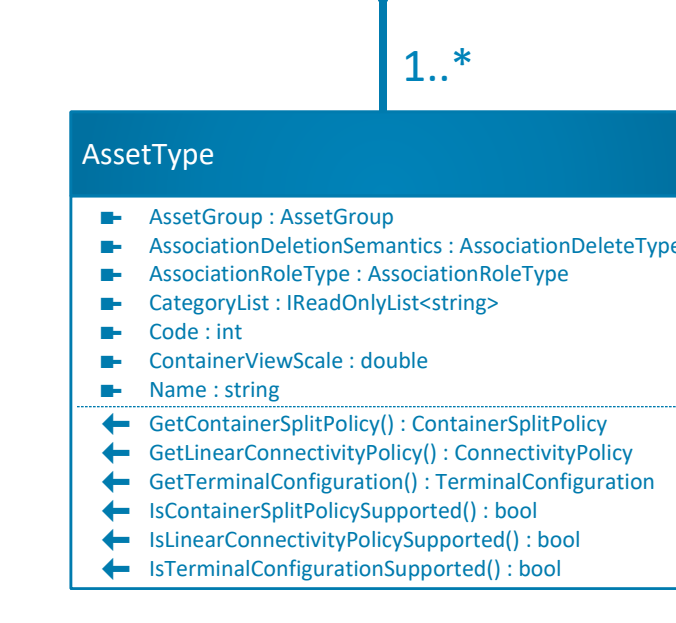 1..*
AssetType
AssetGroup : AssetGroup
AssociationDeletionSemantics : AssociationDeleteType
AssociationRoleType : AssociationRoleType
CategoryList : IReadOnlyList<string>
Code : int
ContainerViewScale : double
Name : string
GetContainerSplitPolicy() : ContainerSplitPolicy
GetLinearConnectivityPolicy() : ConnectivityPolicy
GetTerminalConfiguration() : TerminalConfiguration
IsContainerSplitPolicySupported() : bool
IsLinearConnectivityPolicySupported() : bool
IsTerminalConfigurationSupported() : bool